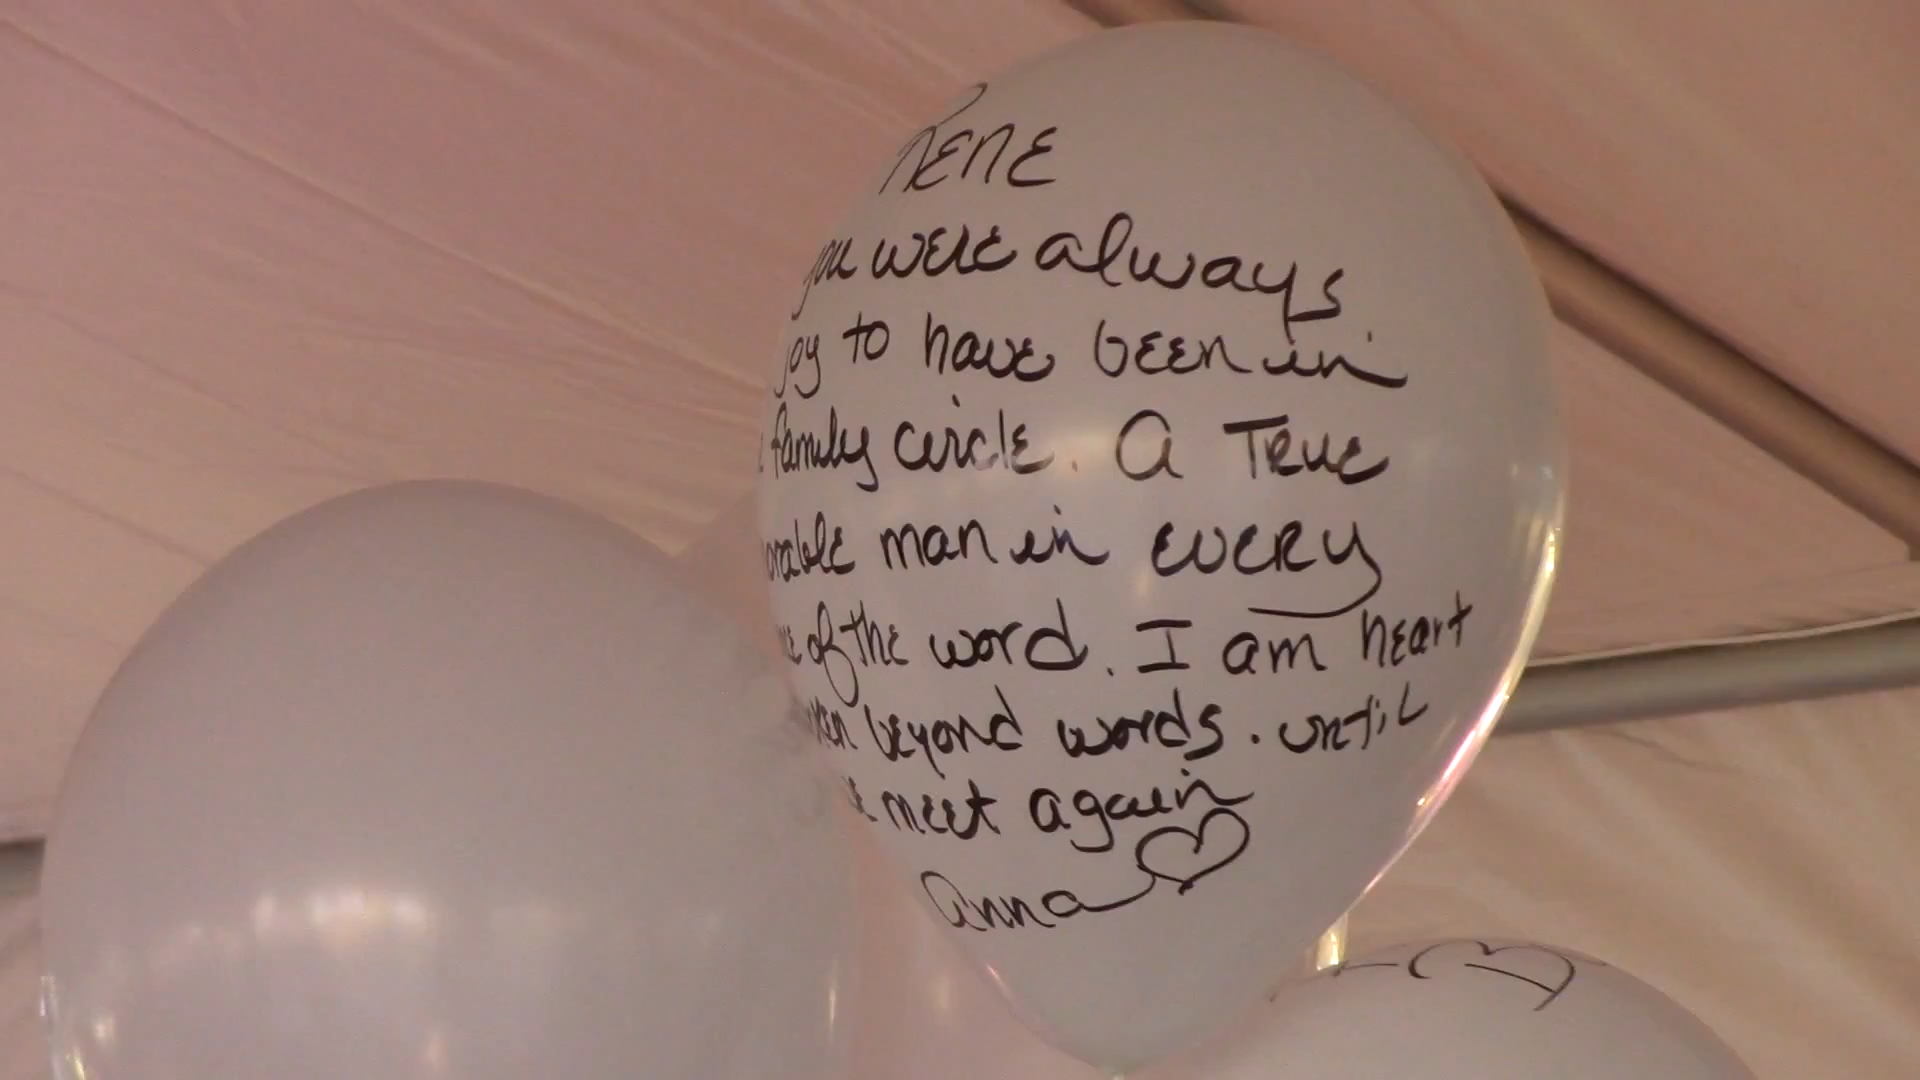 Rene
you were always
joy to have been in
family circle. A True
man in every
of the word. I am heart
beyond words. until
meet again
Anna